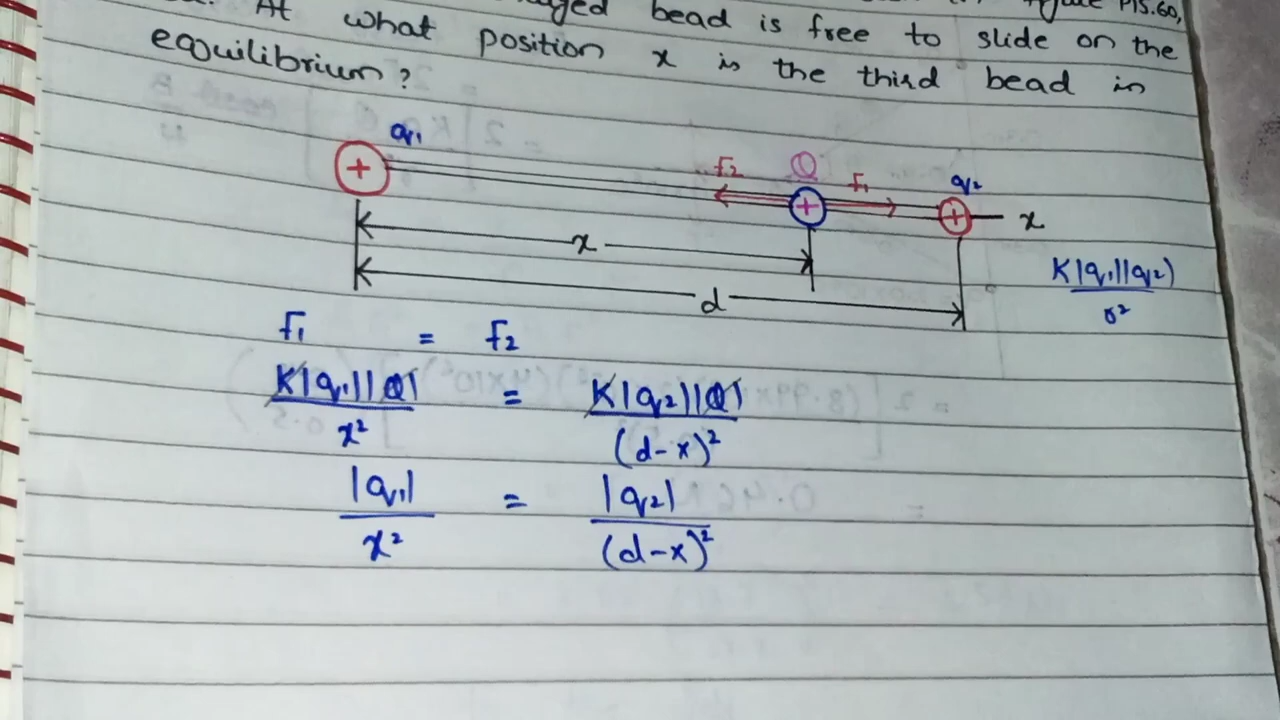 bead is free to slide on the
At what position x is the third bead in
equilibrium?
q1
F2 Q F1 q2
x
x
d
K|q1||q2|
r²
F1 = F2
K|q1||Q| = K|q2||Q|
x² (d-x)²
|q1| = |q2|
x² (d-x)²